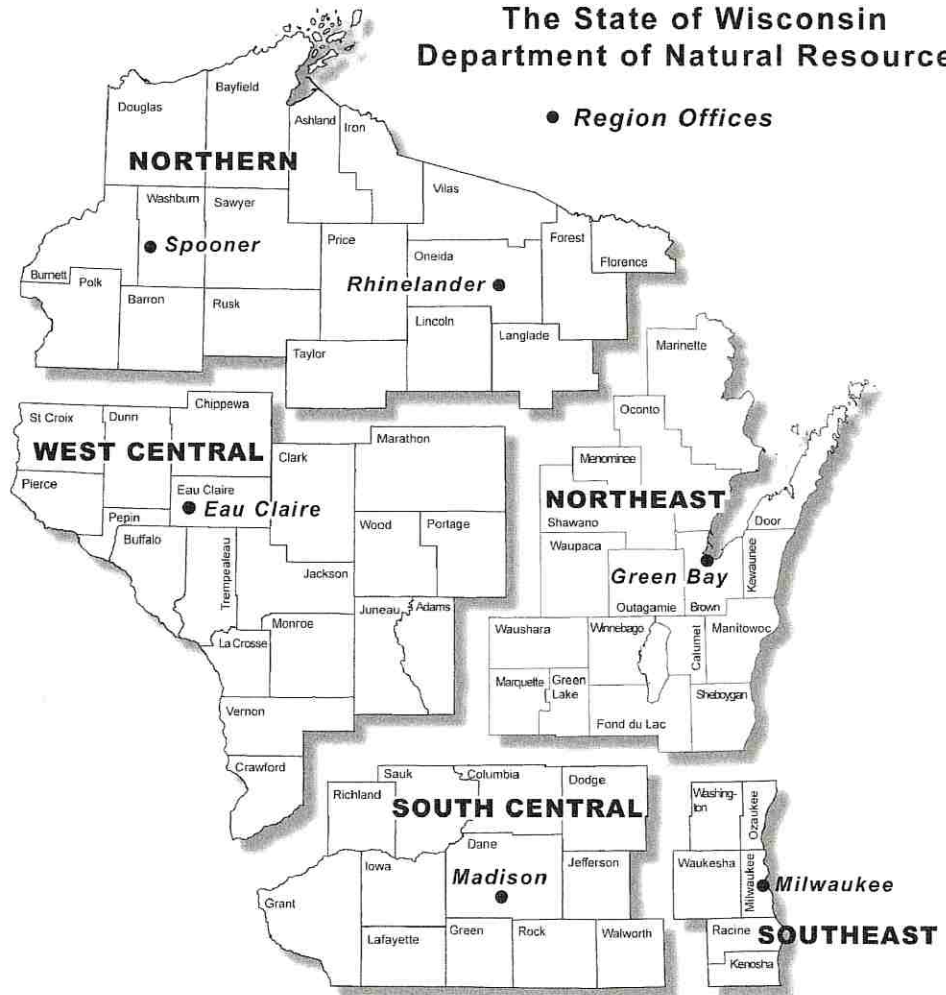 The State of Wisconsin
Department of Natural Resource
Region Offices
Douglas
Bayfield
Ashland
Iron
NORTHERN
Vilas
Washburn
Sawyer
Spooner
Price
Forest
Florence
Oneida
Rhinelander
Burnett
Polk
Barron
Rusk
Lincoln
Langlade
Taylor
Marinette
Chippewa
St Croix
Dunn
WEST CENTRAL
Clark
Marathon
Pierce
Eau Claire
Eau Claire
Pepin
Buffalo
Trempealeau
Wood
Portage
Jackson
Juneau
Adams
Monroe
La Crosse
Vernon
Crawford
Oconto
Menominee
NORTHEAST
Shawano
Door
Waupaca
Green Bay
Kewaunee
Outagamie
Brown
Waushara
Winnebago
Calumet
Manitowoc
Marquette
Green
Lake
Sheboygan
Fond du Lac
Sauk
Columbia
Dodge
Richland
SOUTH CENTRAL
Dane
Iowa
Jefferson
Madison
Grant
Lafayette
Green
Rock
Walworth
Washing-
ton
Ozaukee
Waukesha
Milwaukee
Milwaukee
Racine
SOUTHEAST
Kenosha